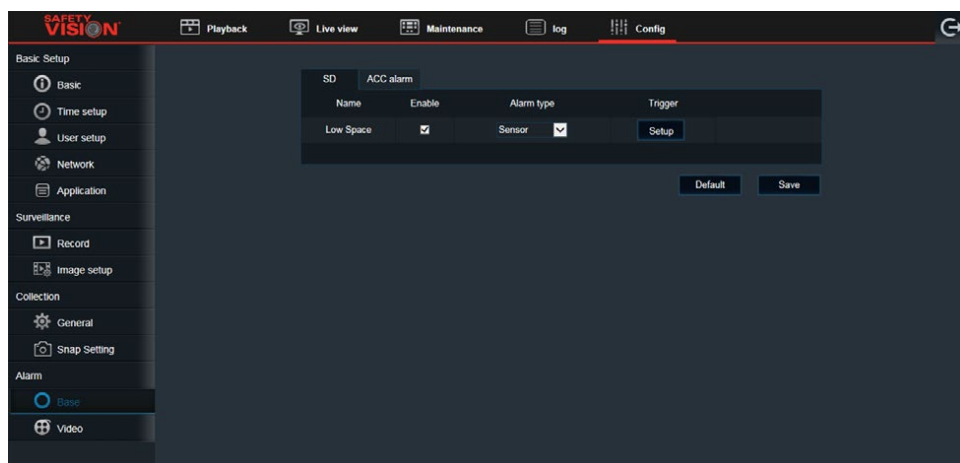 SAFETY VISION
Playback
Live view
Maintenance
log
Config
Basic Setup
Basic
Time setup
User setup
Network
Application
Surveillance
Record
Image setup
Collection
General
Snap Setting
Alarm
Base
Video
SD ACC alarm
Name Enable Alarm type Trigger
Low Space Sensor Setup
Default Save